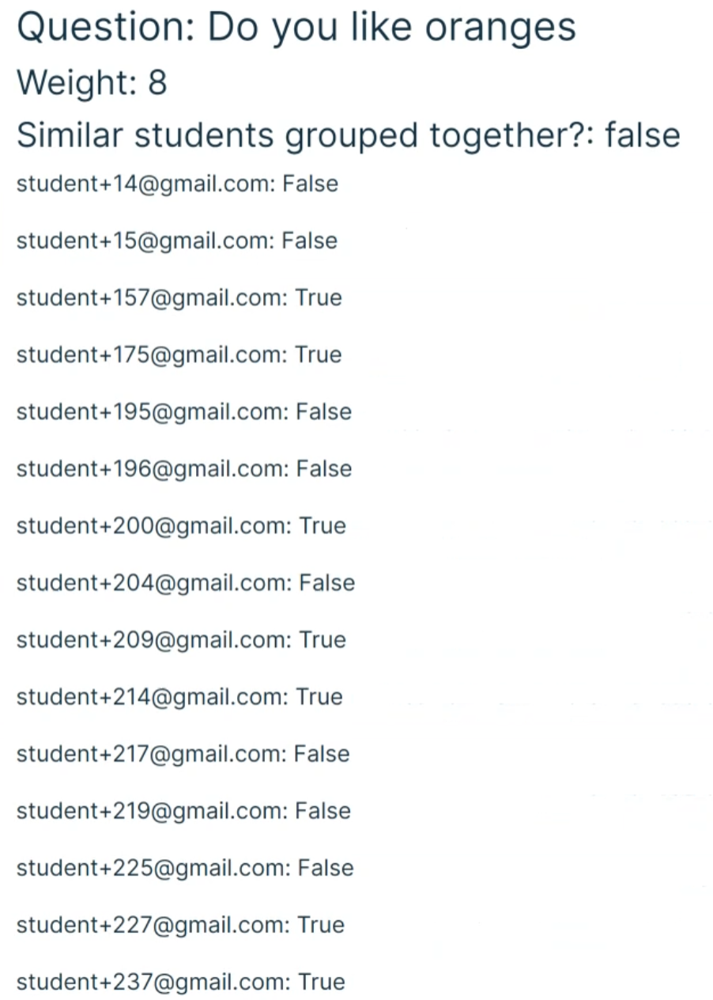 Question: Do you like oranges
Weight: 8
Similar students grouped together?: false
student+14@gmail.com: False
student+15@gmail.com: False
student+157@gmail.com: True
student+175@gmail.com: True
student+195@gmail.com: False
student+196@gmail.com: False
student+200@gmail.com: True
student+204@gmail.com: False
student+209@gmail.com: True
student+214@gmail.com: True
student+217@gmail.com: False
student+219@gmail.com: False
student+225@gmail.com: False
student+227@gmail.com: True
student+237@gmail.com: True